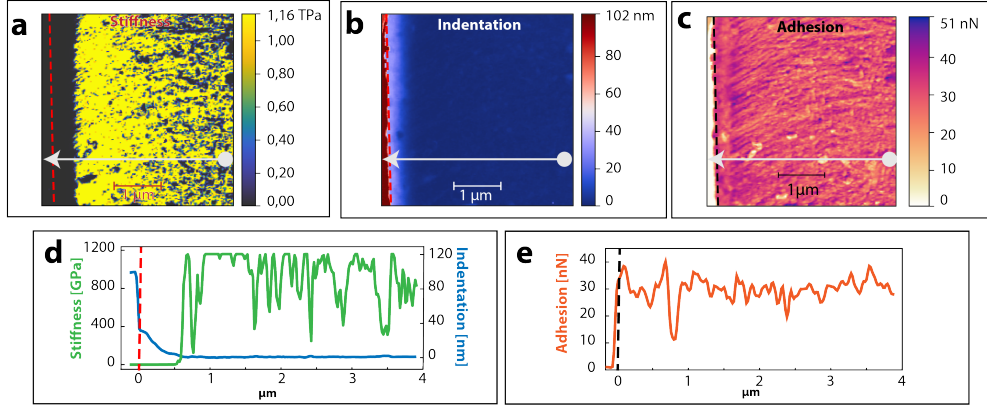 a
Stiffness
1,16 TPa
1,00
0,80
0,60
0,40
0,20
0,00
1 µm
b
Indentation
102 nm
80
60
40
20
0
1 µm
c
Adhesion
51 nN
40
30
20
10
0
1µm
d
Stiffness [GPa]
1200
800
400
0
Indentation [nm]
120
80
40
0
0
1
2
3
4
µm
e
Adhesion [nN]
40
30
20
10
0
0
1
2
3
4
µm